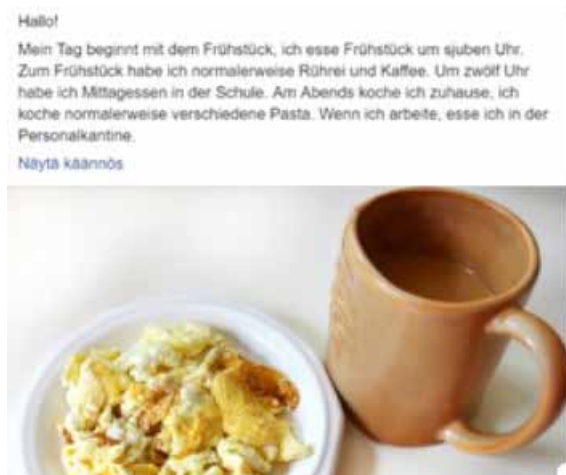 Hallo!
Mein Tag beginnt mit dem Frühstück, ich esse Frühstück um sjuben Uhr.
Zum Frühstück habe ich normalerweise Rührei und Kaffee. Um zwölf Uhr
habe ich Mittagessen in der Schule. Am Abends koche ich zuhause, ich
koche normalerweise verschiedene Pasta. Wenn ich arbeite, esse ich in der
Personalkantine.
Näytä käännös